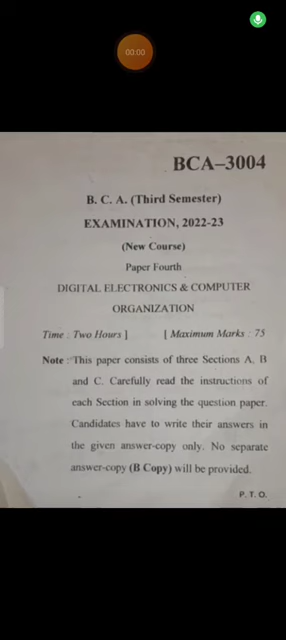 00:00
BCA–3004
B. C. A. (Third Semester)
EXAMINATION, 2022-23
(New Course)
Paper Fourth
DIGITAL ELECTRONICS & COMPUTER
ORGANIZATION
Time : Two Hours ] [ Maximum Marks : 75
Note : This paper consists of three Sections A, B
and C. Carefully read the instructions of
each Section in solving the question paper.
Candidates have to write their answers in
the given answer-copy only. No separate
answer-copy (B Copy) will be provided.
P. T. O.